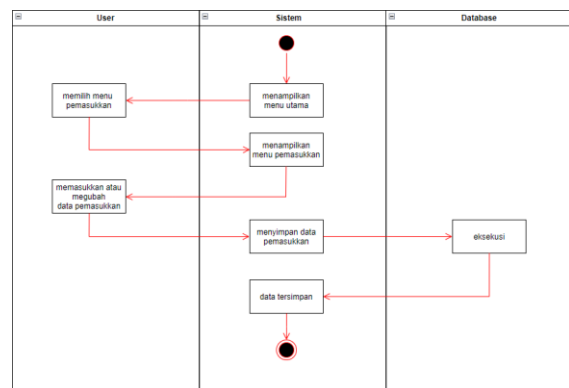 User
Sistem
Database
menampilkan
menu utama
memilih menu
pemasukkan
menampilkan
menu pemasukkan
memasukkan atau
megubah
data pemasukkan
menyimpan data
pemasukkan
eksekusi
data tersimpan